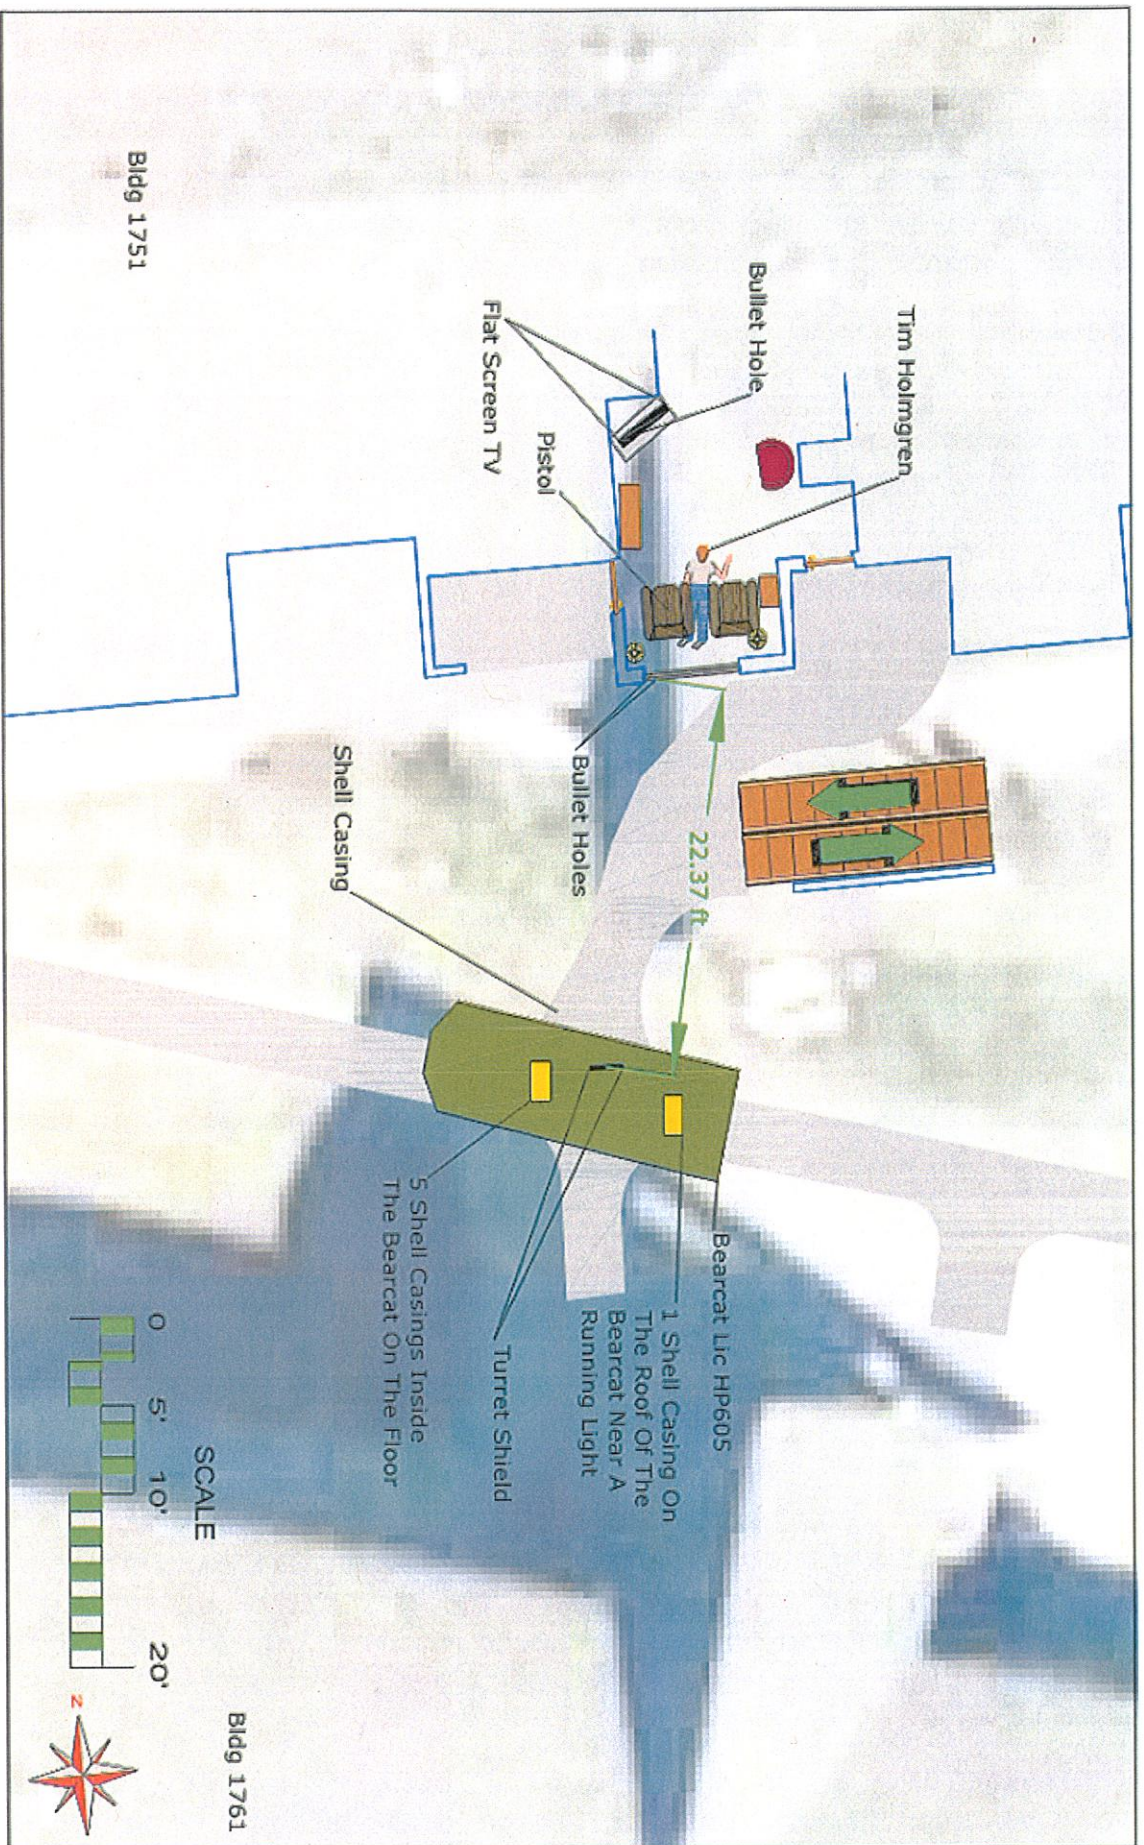 Bldg 1751
Tim Holmgren
Bullet Hole
Flat Screen TV
Pistol
Bullet Holes
Shell Casing
22.37 ft
Bearcat Lic HP605
1 Shell Casing On
The Roof Of The
Bearcat Near A
Running Light
Turret Shield
5 Shell Casings Inside
The Bearcat On The Floor
SCALE
0 5' 10' 20'
N
Bldg 1761